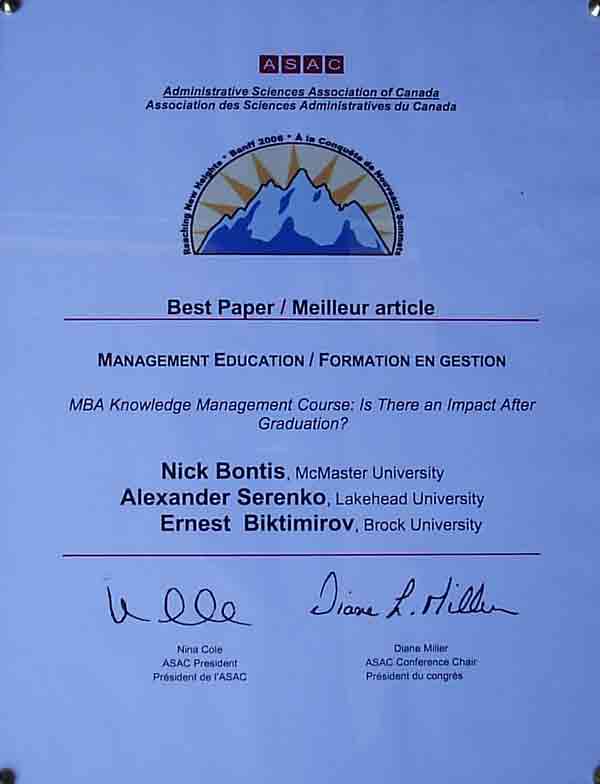 ASAC
Administrative Sciences Association of Canada
Association des Sciences Administratives du Canada
Reaching New Heights • Banff 2006 • À la Conquête de Nouveaux Sommets
Best Paper / Meilleur article
MANAGEMENT EDUCATION / FORMATION EN GESTION
MBA Knowledge Management Course: Is There an Impact After
Graduation?
Nick Bontis, McMaster University
Alexander Serenko, Lakehead University
Ernest Biktimirov, Brock University
Diane L. Miller
Nina Cole
ASAC President
Président de l'ASAC
Diane Miller
ASAC Conference Chair
Président du congrès